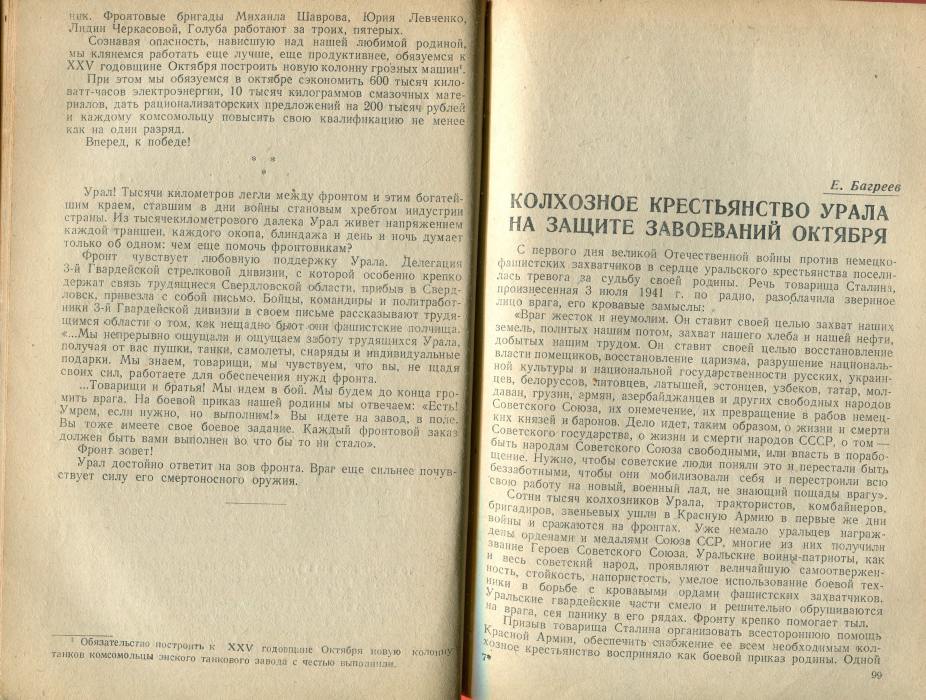 ник. Фронтовые бригады Михаила Шаврова, Юрия Левченко,
Лидии Черкасовой, Голуба работают за троих, пятерых.
Сознавая опасность, нависшую над нашей любимой родиной,
мы клянемся работать еще лучше, еще продуктивнее, обязуемся к
XXV годовщине Октября построить новую колонну грозных машин¹.
При этом мы обязуемся в октябре сэкономить 600 тысяч кило-
ватт-часов электроэнергии, 10 тысяч килограммов смазочных мате-
риалов, дать рационализаторских предложений на 200 тысяч рублей
и каждому комсомольцу повысить свою квалификацию не менее
как на один разряд.
Вперед, к победе!
* *
*
Урал! Тысячи километров легли между фронтом и этим богатей-
шим краем, ставшим в дни войны становым хребтом индустрии
страны. Из тысячекилометрового далека Урал живет напряжением
каждой траншеи, каждого окопа, блиндажа и день и ночь думает
только об одном: чем еще помочь фронтовикам?
Фронт чувствует любовную поддержку Урала. Делегация
3-й Гвардейской стрелковой дивизии, с которой особенно крепко
держат связь трудящиеся Свердловской области, прибыв в Сверд-
ловск, привезла с собой письмо. Бойцы, командиры и политработ-
ники 3-й Гвардейской дивизии в своем письме рассказывают трудя-
щимся области о том, как нещадно бьют они фашистские полчища.
«...Мы непрерывно ощущали и ощущаем заботу трудящихся Урала,
получая от вас пушки, танки, самолеты, снаряды и индивидуальные
подарки. Мы знаем, товарищи, мы чувствуем, что вы, не щадя
своих сил, работаете для обеспечения нужд фронта.
...Товарищи и братья! Мы идем в бой. Мы будем до конца гро-
мить врага. На боевой приказ нашей родины мы отвечаем: «Есть!
Умрем, если нужно, но выполним!» Вы идете на завод, в поле.
Вы тоже имеете свое боевое задание. Каждый фронтовой заказ
должен быть вами выполнен во что бы то ни стало».
Фронт зовет!
Урал достойно ответит на зов фронта. Враг еще сильнее почув-
ствует силу его смертоносного оружия.
¹ Обязательство построить к XXV годовщине Октября новую колонну
танков комсомольцы энского танкового завода с честью выполнили.
Е. Багреев
КОЛХОЗНОЕ КРЕСТЬЯНСТВО УРАЛА
НА ЗАЩИТЕ ЗАВОЕВАНИЙ ОКТЯБРЯ
С первого дня великой Отечественной войны против немецко-
фашистских захватчиков в сердце уральского крестьянства посели-
лась тревога за судьбу своей родины. Речь товарища Сталина,
произнесенная 3 июля 1941 г. по радио, разоблачила звериное
лицо врага, его кровавые замыслы:
«Враг жесток и неумолим. Он ставит своей целью захват наших
земель, политых нашим потом, захват нашего хлеба и нашей нефти,
добытых нашим трудом. Он ставит своей целью восстановление
власти помещиков, восстановление царизма, разрушение националь-
ной культуры и национальной государственности русских, украин-
цев, белоруссов, литовцев, латышей, эстонцев, узбеков, татар, мол-
даван, грузин, армян, азербайджанцев и других свободных народов
Советского Союза, их онемечение, их превращение в рабов немец-
ких князей и баронов. Дело идет, таким образом, о жизни и смерти
Советского государства, о жизни и смерти народов СССР, о том —
быть народам Советского Союза свободными, или впасть в порабо-
щение. Нужно, чтобы советские люди поняли это и перестали быть
беззаботными, чтобы они мобилизовали себя и перестроили всю
свою работу на новый, военный лад, не знающий пощады врагу».
Сотни тысяч колхозников Урала, трактористов, комбайнеров,
бригадиров, звеньевых ушли в Красную Армию в первые же дни
войны и сражаются на фронтах. Уже немало уральцев награж-
дены орденами и медалями Союза ССР, многие из них получили
звание Героев Советского Союза. Уральские воины-патриоты, как
и весь советский народ, проявляют величайшую самоотвержен-
ность, стойкость, напористость, умелое использование боевой тех-
ники в борьбе с кровавыми ордами фашистских захватчиков.
Уральские гвардейские части смело и решительно обрушиваются
на врага, сея панику в его рядах. Фронту крепко помогает тыл.
Призыв товарища Сталина организовать всестороннюю помощь
Красной Армии, обеспечить снабжение ее всем необходимым кол-
хозное крестьянство восприняло как боевой приказ родины. Одной
7*
99